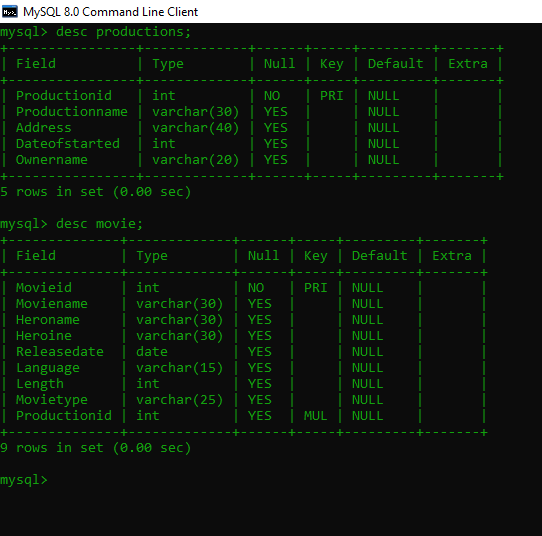 MySQL 8.0 Command Line Client
mysql> desc productions;
+----------------+-------------+------+-----+---------+-------+
| Field          | Type        | Null | Key | Default | Extra |
+----------------+-------------+------+-----+---------+-------+
| Productionid   | int         | NO   | PRI | NULL    |       |
| Productionname | varchar(30) | YES  |     | NULL    |       |
| Address        | varchar(40) | YES  |     | NULL    |       |
| Dateofstarted  | int         | YES  |     | NULL    |       |
| Ownername      | varchar(20) | YES  |     | NULL    |       |
+----------------+-------------+------+-----+---------+-------+
5 rows in set (0.00 sec)
mysql> desc movie;
+--------------+-------------+------+-----+---------+-------+
| Field        | Type        | Null | Key | Default | Extra |
+--------------+-------------+------+-----+---------+-------+
| Movieid      | int         | NO   | PRI | NULL    |       |
| Moviename    | varchar(30) | YES  |     | NULL    |       |
| Heroname     | varchar(30) | YES  |     | NULL    |       |
| Heroine      | varchar(30) | YES  |     | NULL    |       |
| Releasedate  | date        | YES  |     | NULL    |       |
| Language     | varchar(15) | YES  |     | NULL    |       |
| Length       | int         | YES  |     | NULL    |       |
| Movietype    | varchar(25) | YES  |     | NULL    |       |
| Productionid | int         | YES  | MUL | NULL    |       |
+--------------+-------------+------+-----+---------+-------+
9 rows in set (0.00 sec)
mysql>